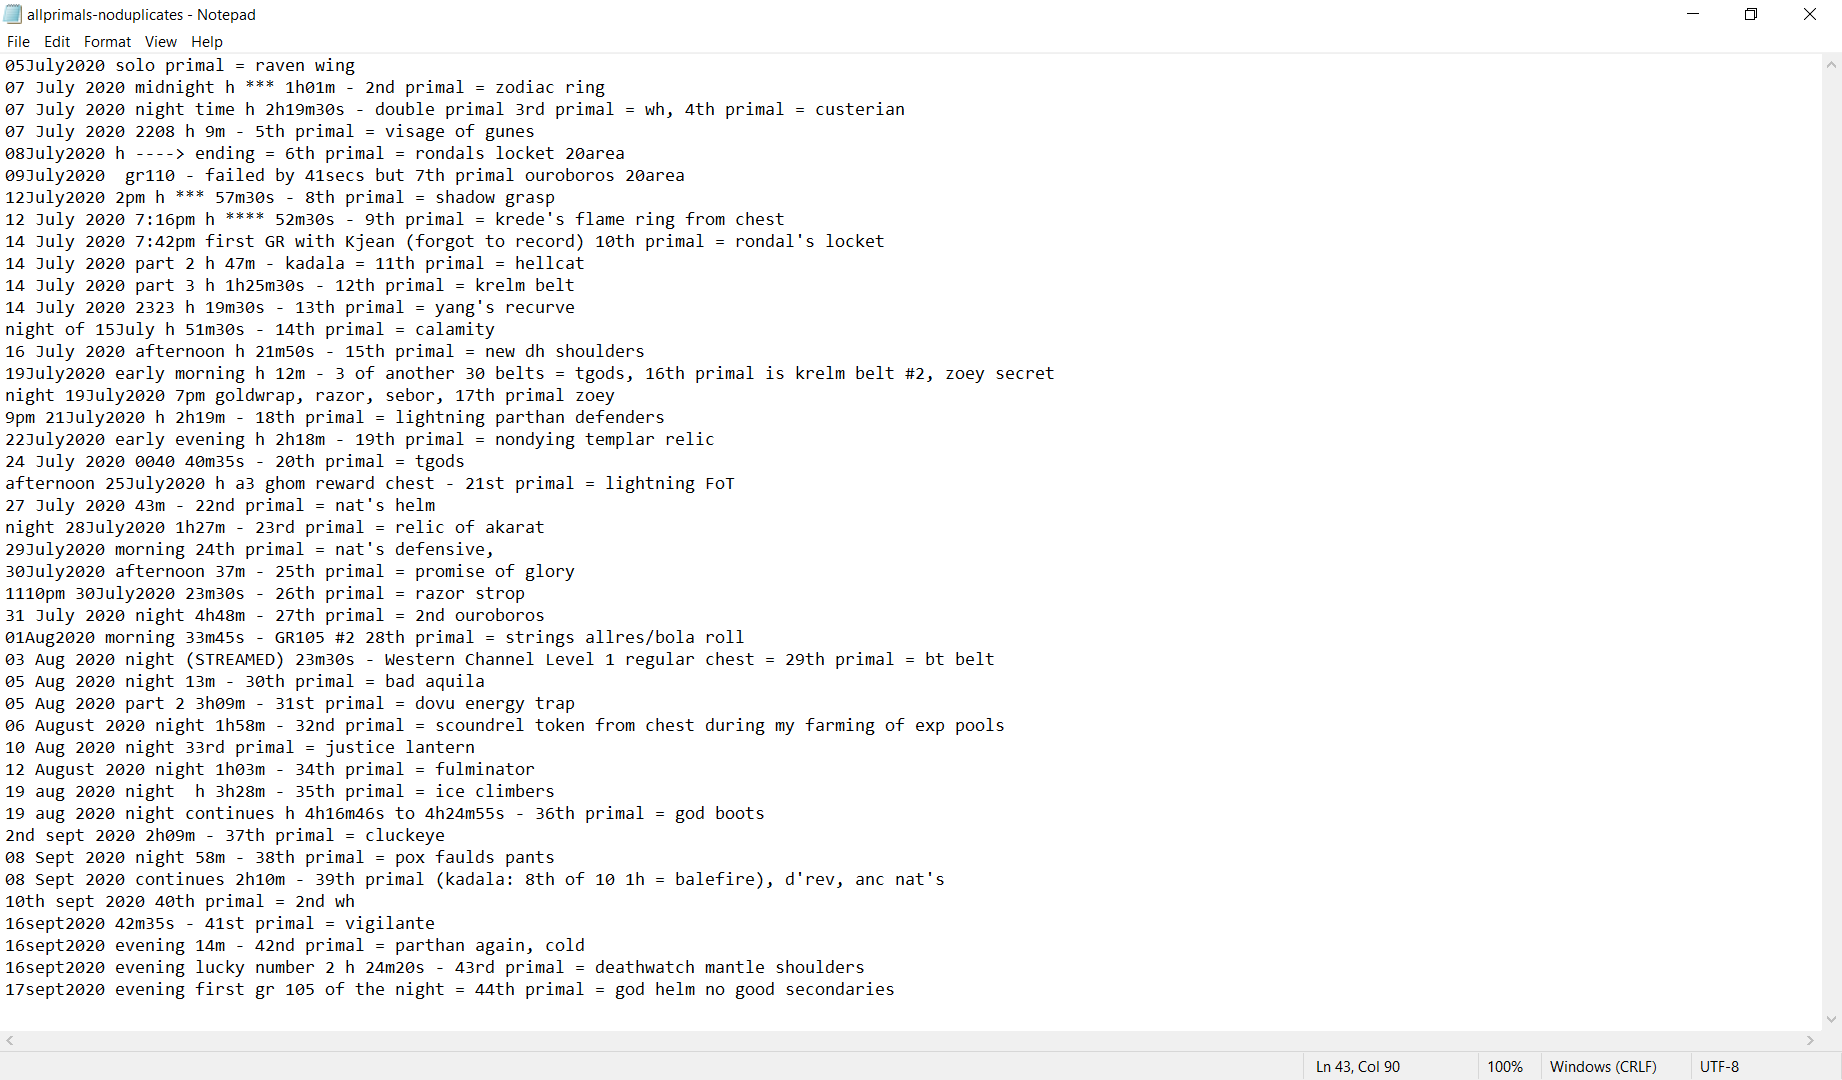 allprimals-noduplicates - Notepad
File Edit Format View Help
05July2020 solo primal = raven wing
07 July 2020 midnight h *** 1h01m - 2nd primal = zodiac ring
07 July 2020 night time h 2h19m30s - double primal 3rd primal = wh, 4th primal = custerian
07 July 2020 2208 h 9m - 5th primal = visage of gunes
08July2020 h ----> ending = 6th primal = rondals locket 20area
09July2020  gr110 - failed by 41secs but 7th primal ouroboros 20area
12July2020 2pm h *** 57m30s - 8th primal = shadow grasp
12 July 2020 7:16pm h **** 52m30s - 9th primal = krede's flame ring from chest
14 July 2020 7:42pm first GR with Kjean (forgot to record) 10th primal = rondal's locket
14 July 2020 part 2 h 47m - kadala = 11th primal = hellcat
14 July 2020 part 3 h 1h25m30s - 12th primal = krelm belt
14 July 2020 2323 h 19m30s - 13th primal = yang's recurve
night of 15July h 51m30s - 14th primal = calamity
16 July 2020 afternoon h 21m50s - 15th primal = new dh shoulders
19July2020 early morning h 12m - 3 of another 30 belts = tgods, 16th primal is krelm belt #2, zoey secret
night 19July2020 7pm goldwrap, razor, sebor, 17th primal zoey
9pm 21July2020 h 2h19m - 18th primal = lightning parthan defenders
22July2020 early evening h 2h18m - 19th primal = nondying templar relic
24 July 2020 0040 40m35s - 20th primal = tgods
afternoon 25July2020 h a3 ghom reward chest - 21st primal = lightning FoT
27 July 2020 43m - 22nd primal = nat's helm
night 28July2020 1h27m - 23rd primal = relic of akarat
29July2020 morning 24th primal = nat's defensive,
30July2020 afternoon 37m - 25th primal = promise of glory
1110pm 30July2020 23m30s - 26th primal = razor strop
31 July 2020 night 4h48m - 27th primal = 2nd ouroboros
01Aug2020 morning 33m45s - GR105 #2 28th primal = strings allres/bola roll
03 Aug 2020 night (STREAMED) 23m30s - Western Channel Level 1 regular chest = 29th primal = bt belt
05 Aug 2020 night 13m - 30th primal = bad aquila
05 Aug 2020 part 2 3h09m - 31st primal = dovu energy trap
06 August 2020 night 1h58m - 32nd primal = scoundrel token from chest during my farming of exp pools
10 Aug 2020 night 33rd primal = justice lantern
12 August 2020 night 1h03m - 34th primal = fulminator
19 aug 2020 night  h 3h28m - 35th primal = ice climbers
19 aug 2020 night continues h 4h16m46s to 4h24m55s - 36th primal = god boots
2nd sept 2020 2h09m - 37th primal = cluckeye
08 Sept 2020 night 58m - 38th primal = pox faulds pants
08 Sept 2020 continues 2h10m - 39th primal (kadala: 8th of 10 1h = balefire), d'rev, anc nat's
10th sept 2020 40th primal = 2nd wh
16sept2020 42m35s - 41st primal = vigilante
16sept2020 evening 14m - 42nd primal = parthan again, cold
16sept2020 evening lucky number 2 h 24m20s - 43rd primal = deathwatch mantle shoulders
17sept2020 evening first gr 105 of the night = 44th primal = god helm no good secondaries
Ln 43, Col 90 100% Windows (CRLF) UTF-8